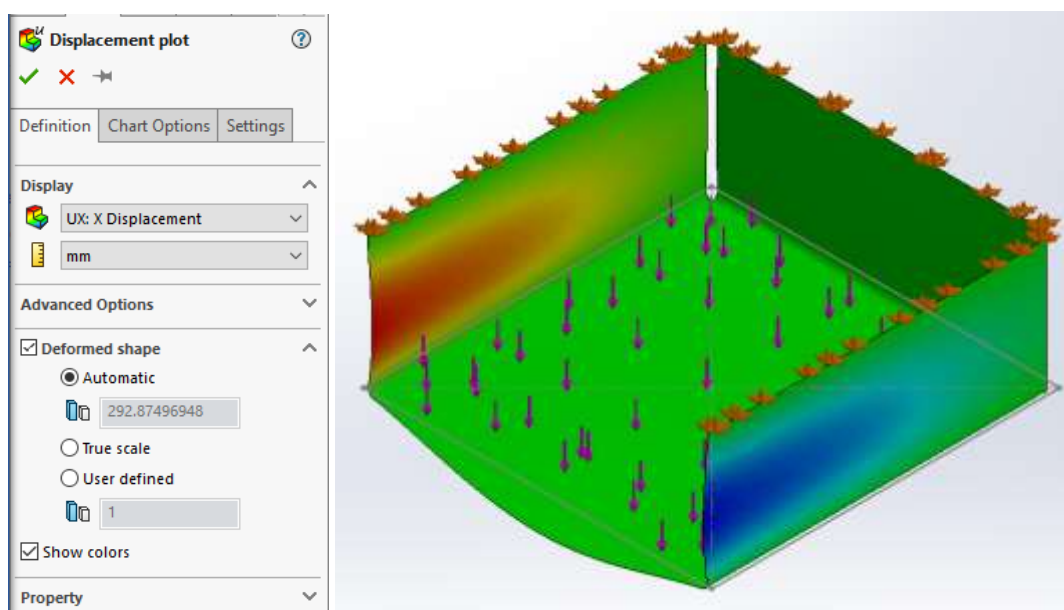 Displacement plot
Definition Chart Options Settings
Display
UX: X Displacement
mm
Advanced Options
Deformed shape
Automatic
292.87496948
True scale
User defined
1
Show colors
Property